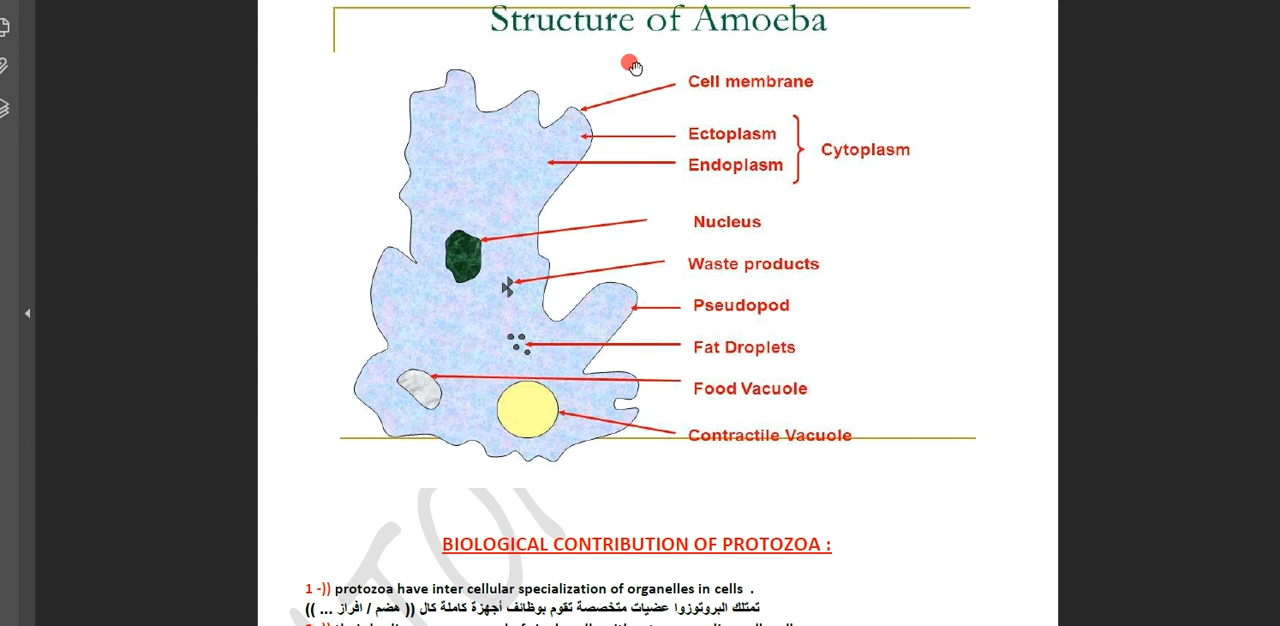 Structure of Amoeba
Cell membrane
Ectoplasm
Endoplasm
Cytoplasm
Nucleus
Waste products
Pseudopod
Fat Droplets
Food Vacuole
Contractile Vacuole
BIOLOGICAL CONTRIBUTION OF PROTOZOA :
1 -)) protozoa have inter cellular specialization of organelles in cells .
تمتلك البروتوزوا عضيات متخصصة تقوم بوظائف أجهزة كاملة كال (( هضم / افراز ... ))